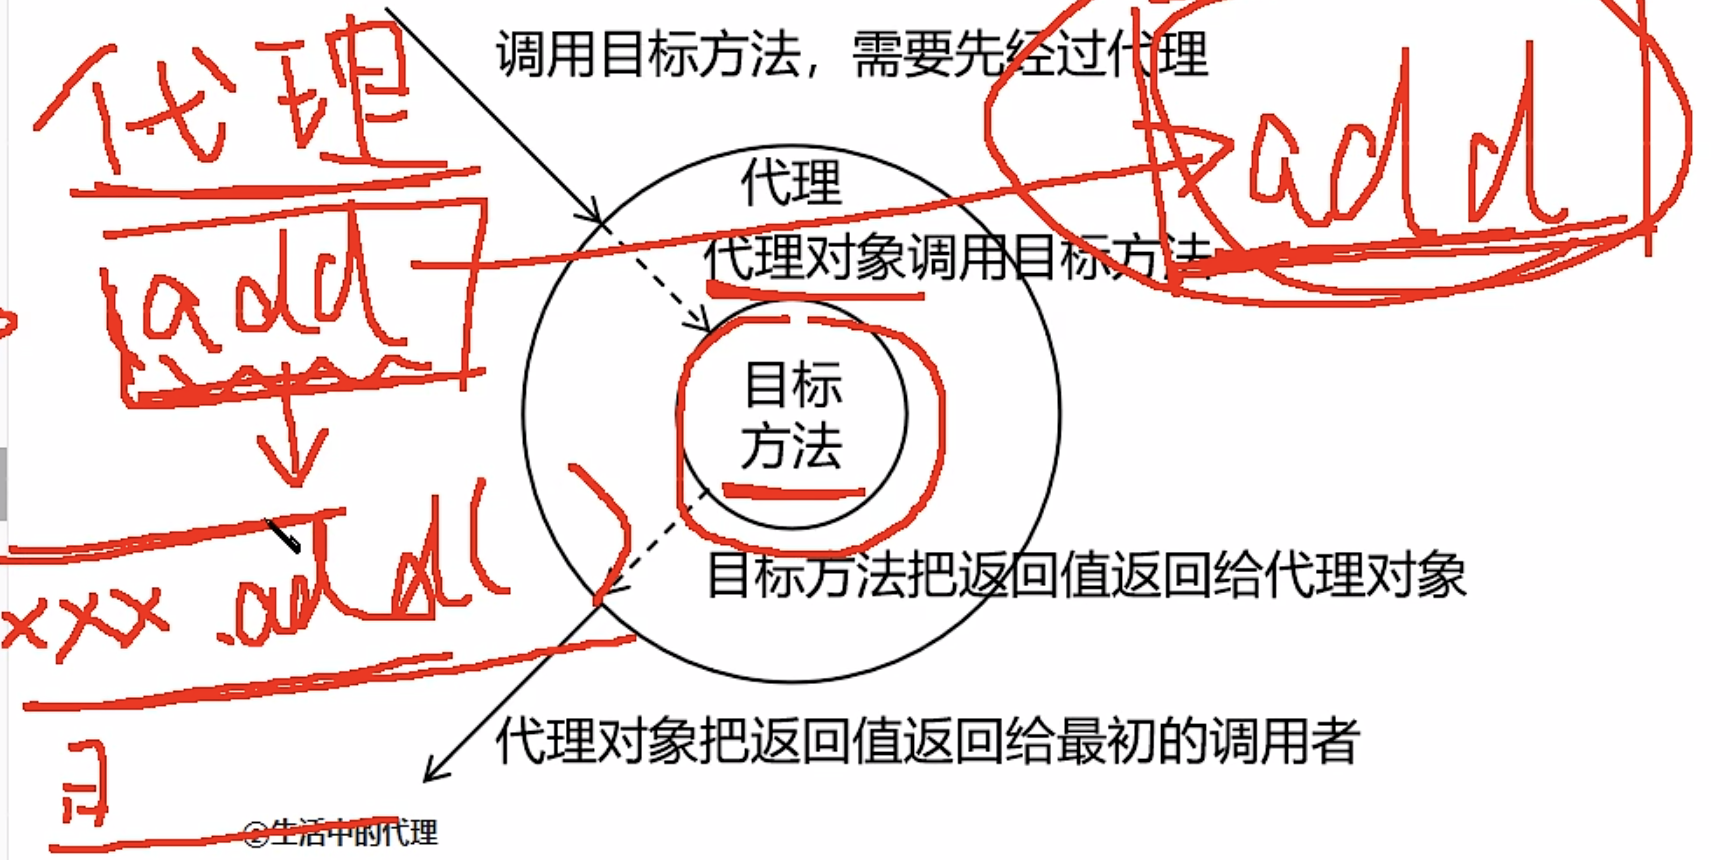 调用目标方法，需要先经过代理
代理
add
代理
代理对象调用目标方法
add
目标
方法
xxx.add( )
目标方法把返回值返回给代理对象
代理对象把返回值返回给最初的调用者
②生活中的代理